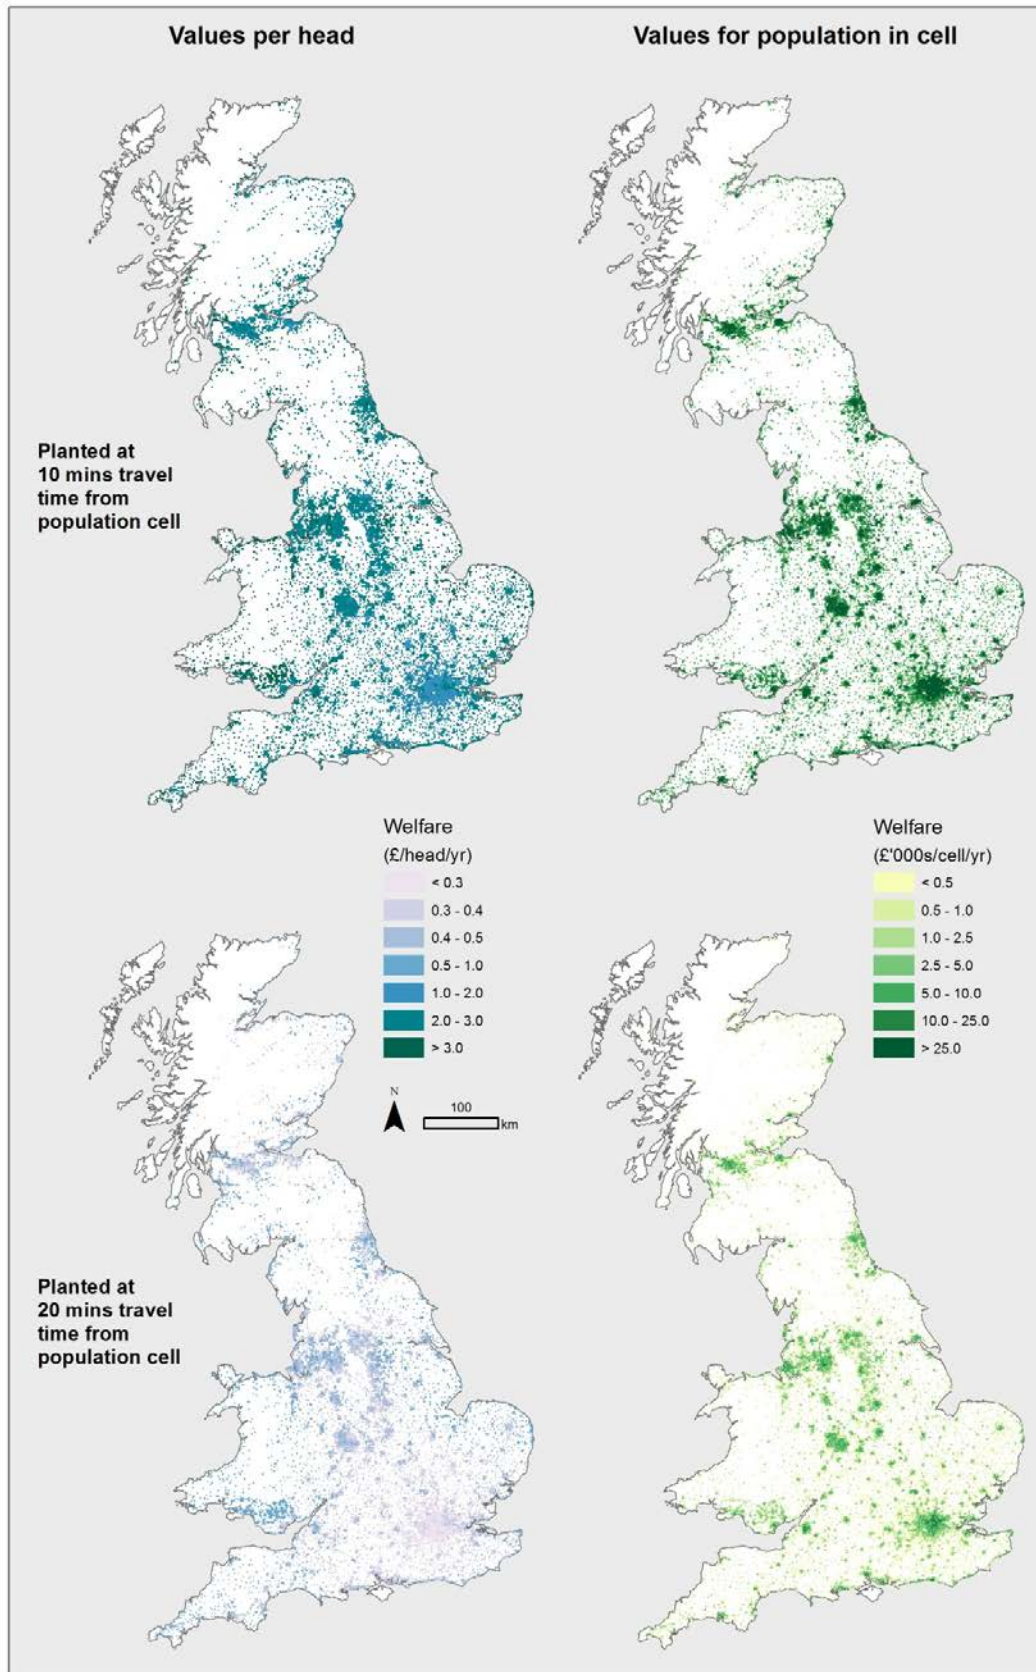 Values per head
Values for population in cell
Planted at
10 mins travel
time from
population cell
Welfare
(£/head/yr)
< 0.3
0.3 - 0.4
0.4 - 0.5
0.5 - 1.0
1.0 - 2.0
2.0 - 3.0
> 3.0
N
100
km
Welfare
(£'000s/cell/yr)
< 0.5
0.5 - 1.0
1.0 - 2.5
2.5 - 5.0
5.0 - 10.0
10.0 - 25.0
> 25.0
Planted at
20 mins travel
time from
population cell